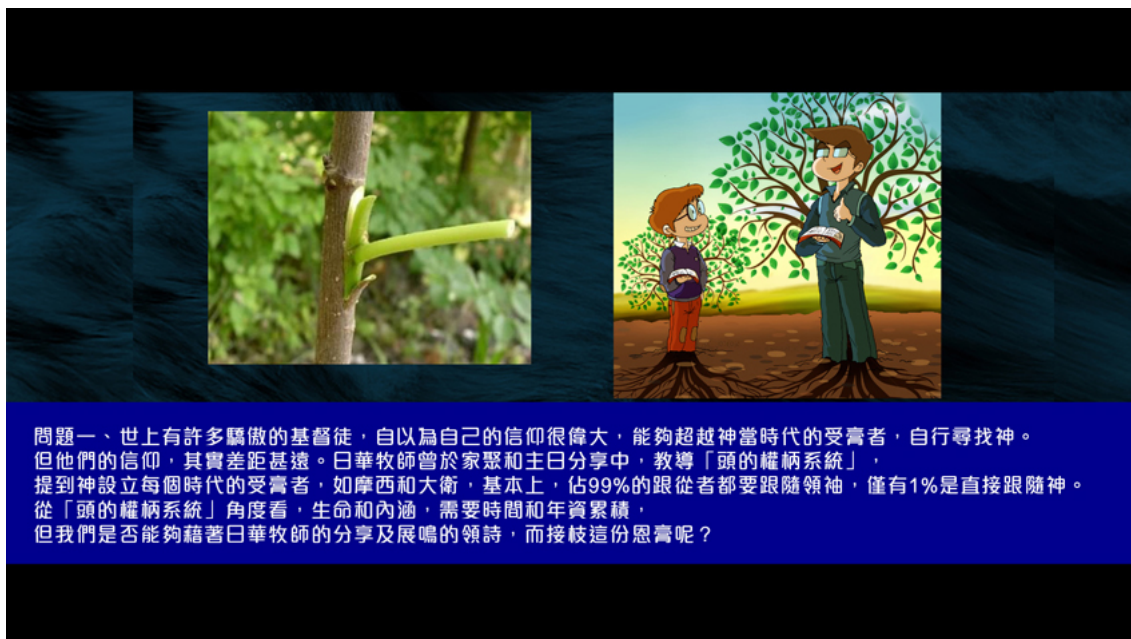 問題一、世上有許多驕傲的基督徒，自以為自己的信仰很偉大，能夠超越神當時代的受膏者，自行尋找神。
但他們的信仰，其實差距甚遠。日華牧師曾於家聚和主日分享中，教導「頭的權柄系統」，
提到神設立每個時代的受膏者，如摩西和大衛，基本上，佔99%的跟從者都要跟隨領袖，僅有1%是直接跟隨神。
從「頭的權柄系統」角度看，生命和內涵，需要時間和年資累積，
但我們是否能夠藉著日華牧師的分享及展鳴的領詩，而接枝這份恩膏呢？